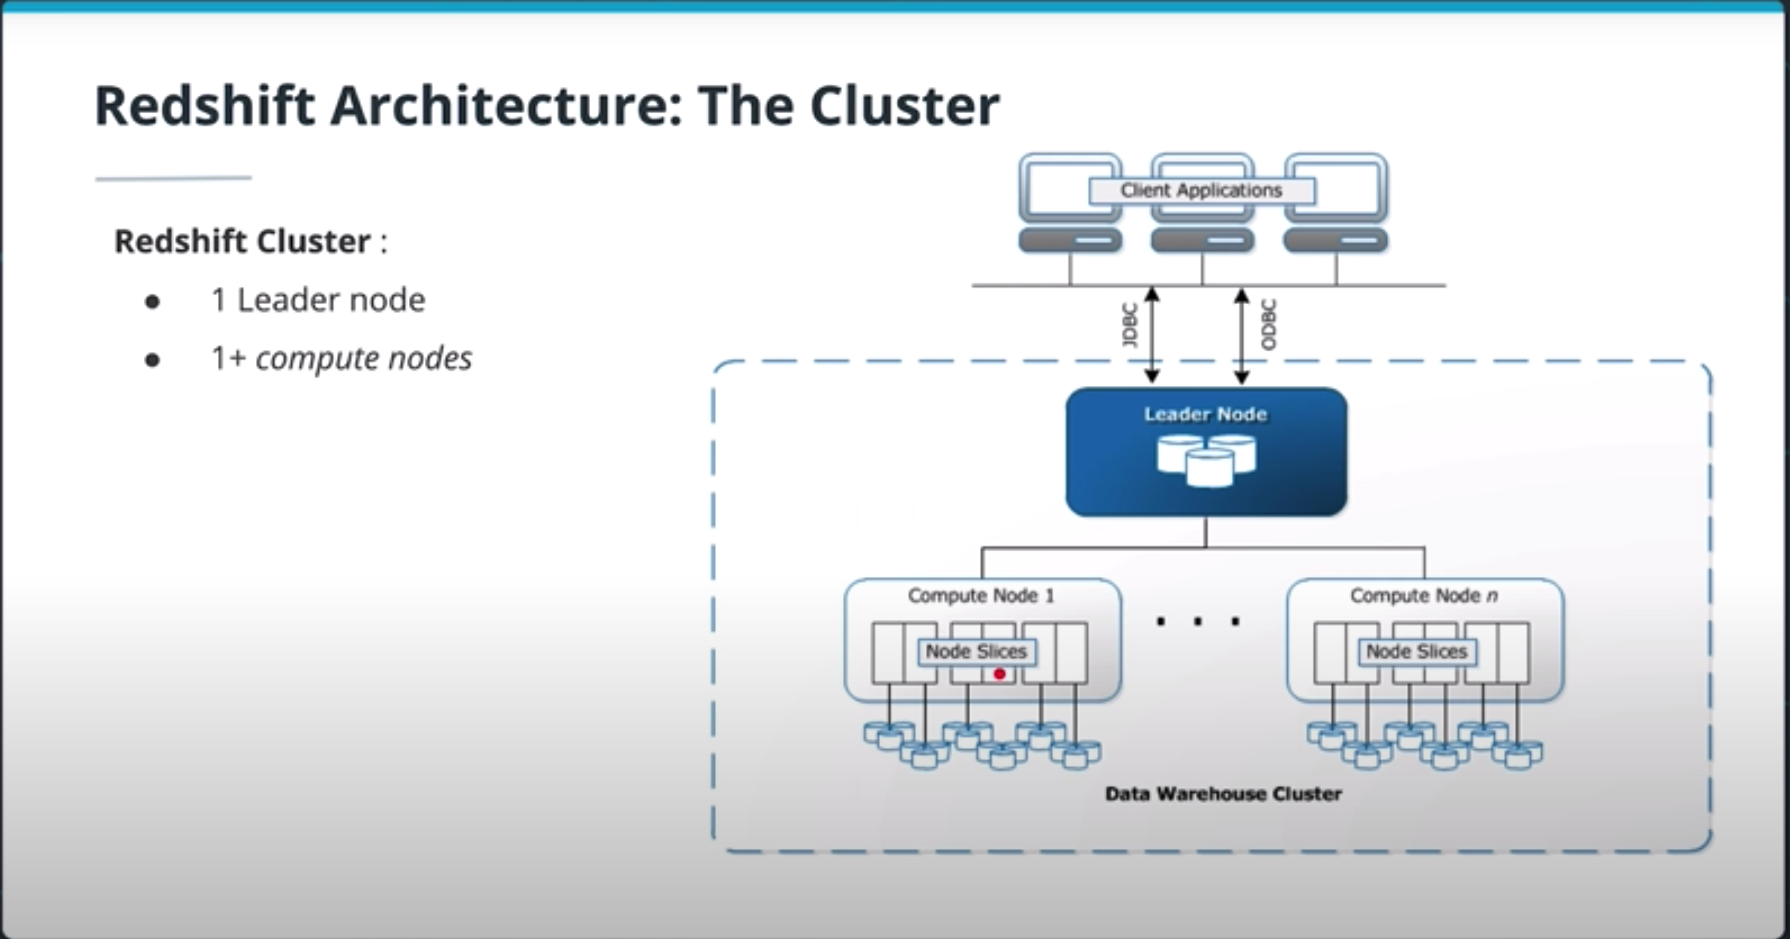 Redshift Architecture: The Cluster
Redshift Cluster :
● 1 Leader node
● 1+ compute nodes
Client Applications
JDBC
ODBC
Leader Node
Compute Node 1
Node Slices
. . .
Compute Node n
Node Slices
Data Warehouse Cluster